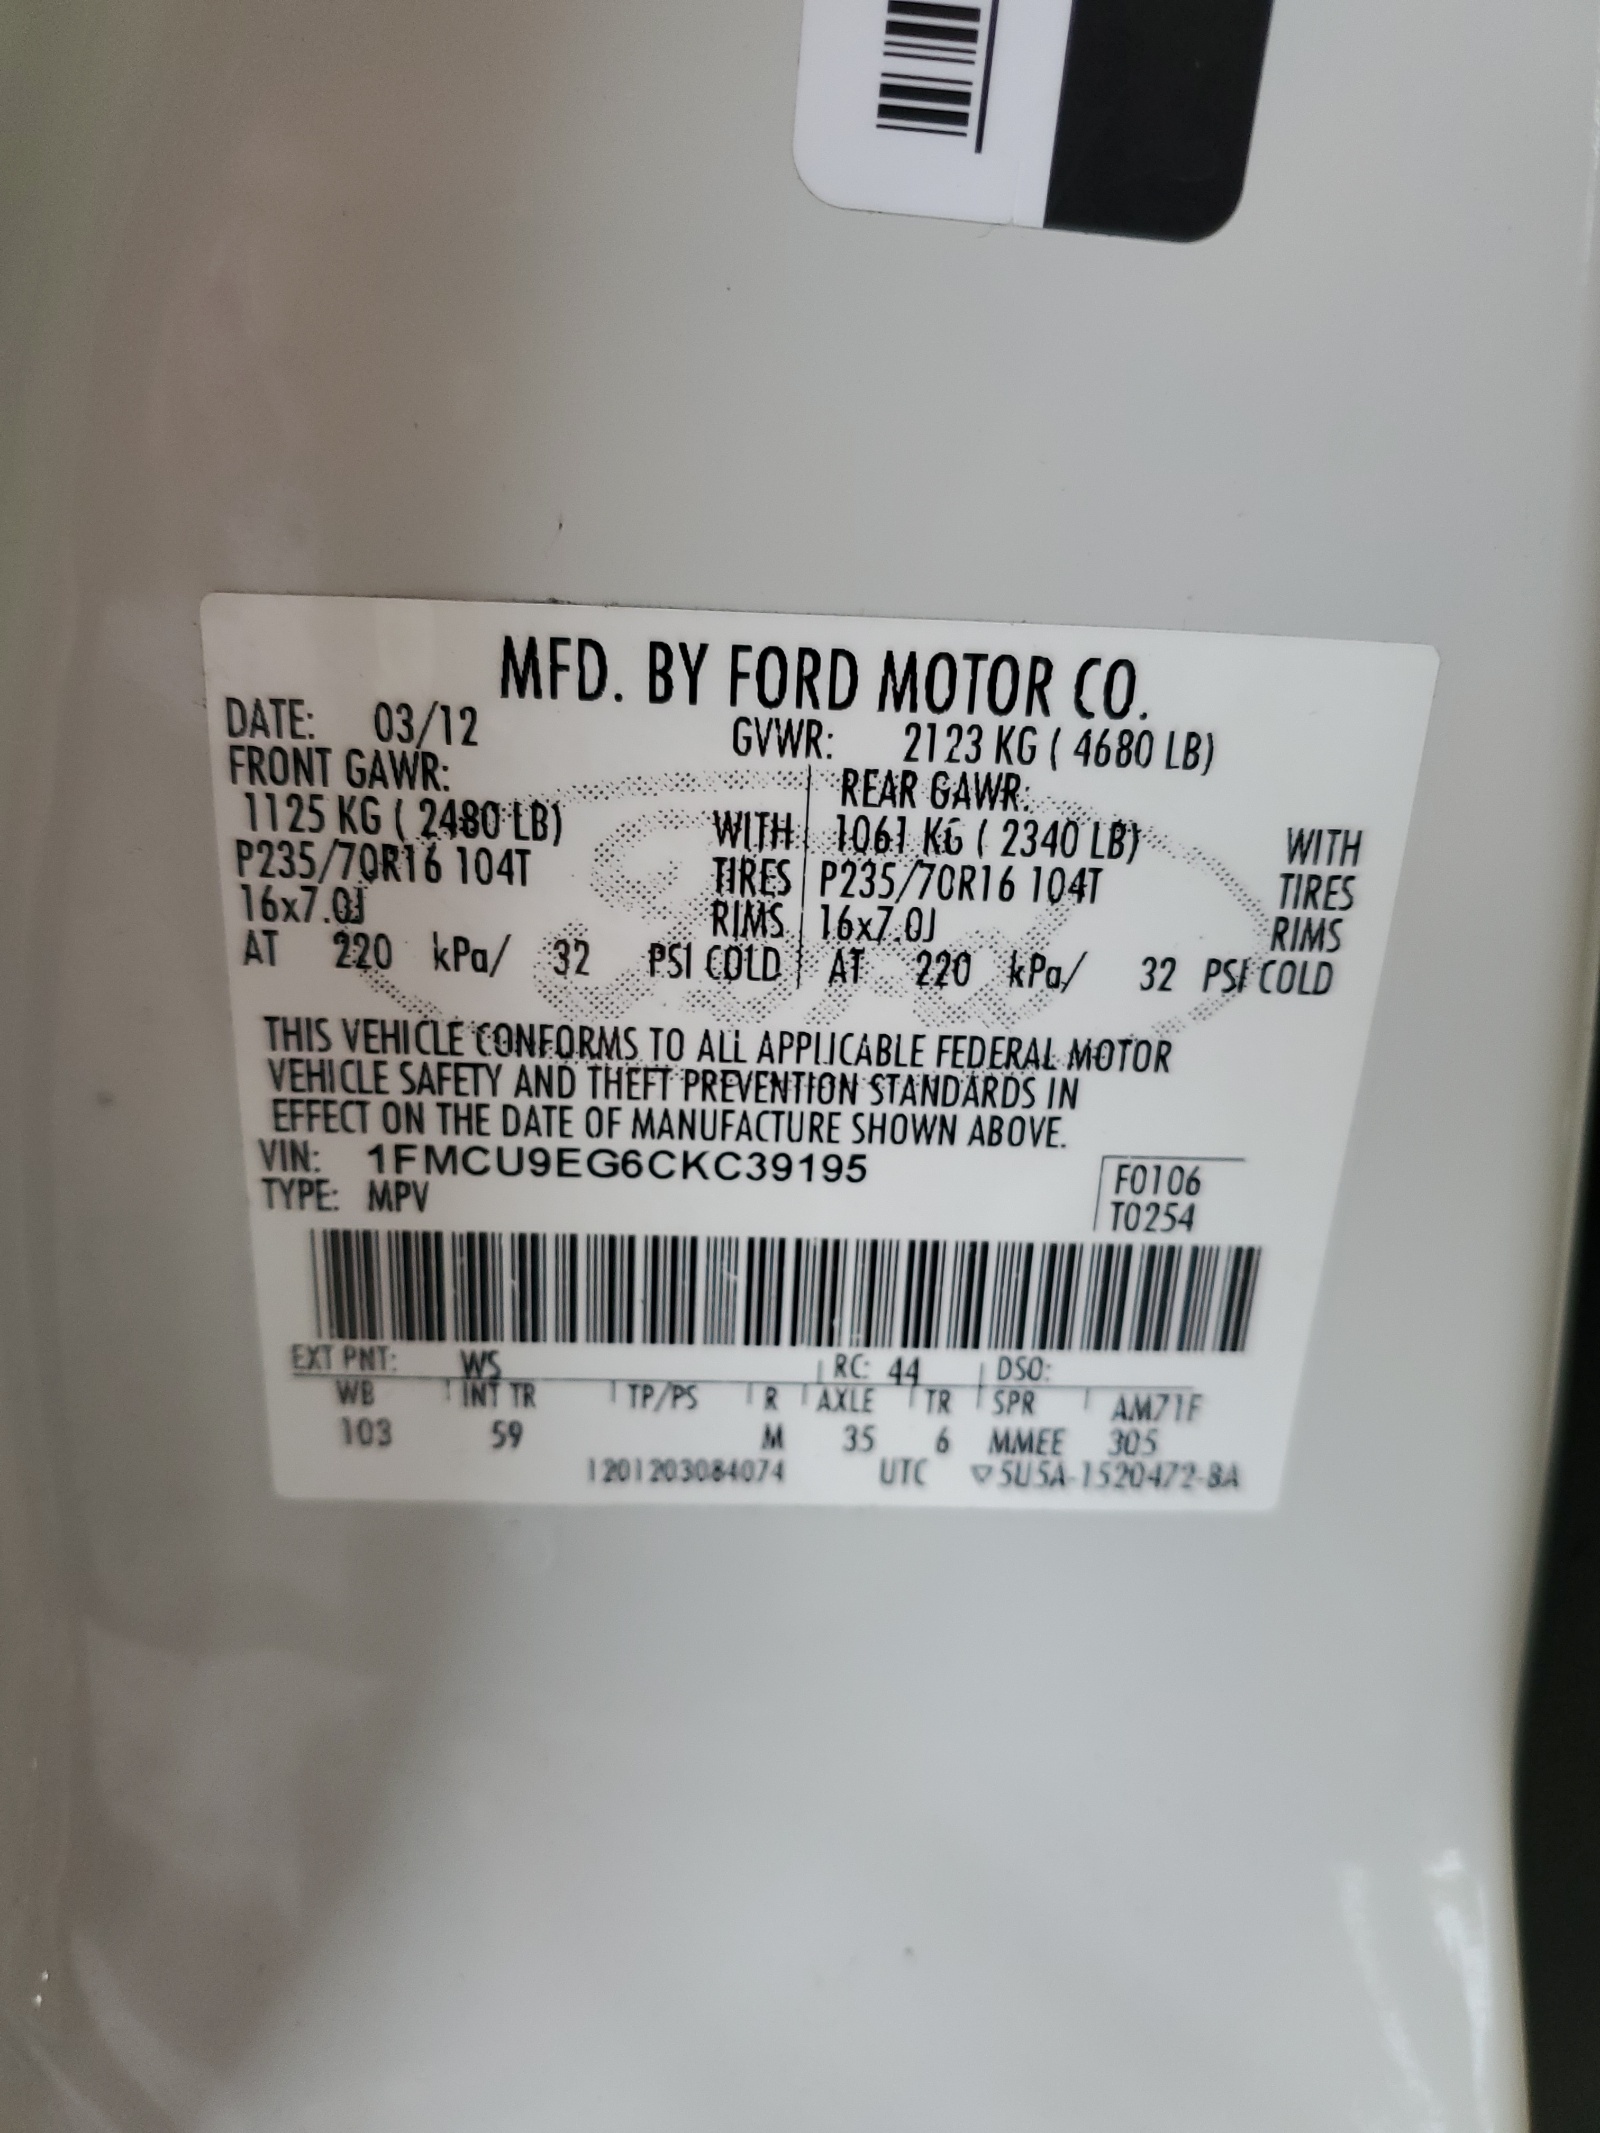 MFD. BY FORD MOTOR CO.
DATE: 03/12 GVWR: 2123 KG ( 4680 LB)
FRONT GAWR: REAR GAWR:
1125 KG ( 2480 LB) WITH 1061 KG ( 2340 LB) WITH
P235/70R16 104T TIRES P235/70R16 104T TIRES
16x7.0J RIMS 16x7.0J RIMS
AT 220 kPa/ 32 PSI COLD AT 220 kPa/ 32 PSI COLD
THIS VEHICLE CONFORMS TO ALL APPLICABLE FEDERAL MOTOR
VEHICLE SAFETY AND THEFT PREVENTION STANDARDS IN
EFFECT ON THE DATE OF MANUFACTURE SHOWN ABOVE.
VIN: 1FMCU9EG6CKC39195 F0106
TYPE: MPV T0254
EXT PNT: WS RC: 44 DSO:
WB INT TR TP/PS R AXLE TR SPR AM71F
103 59 M 35 6 MMEE 305
1201203084074 UTC ▽5U5A-1520472-BA